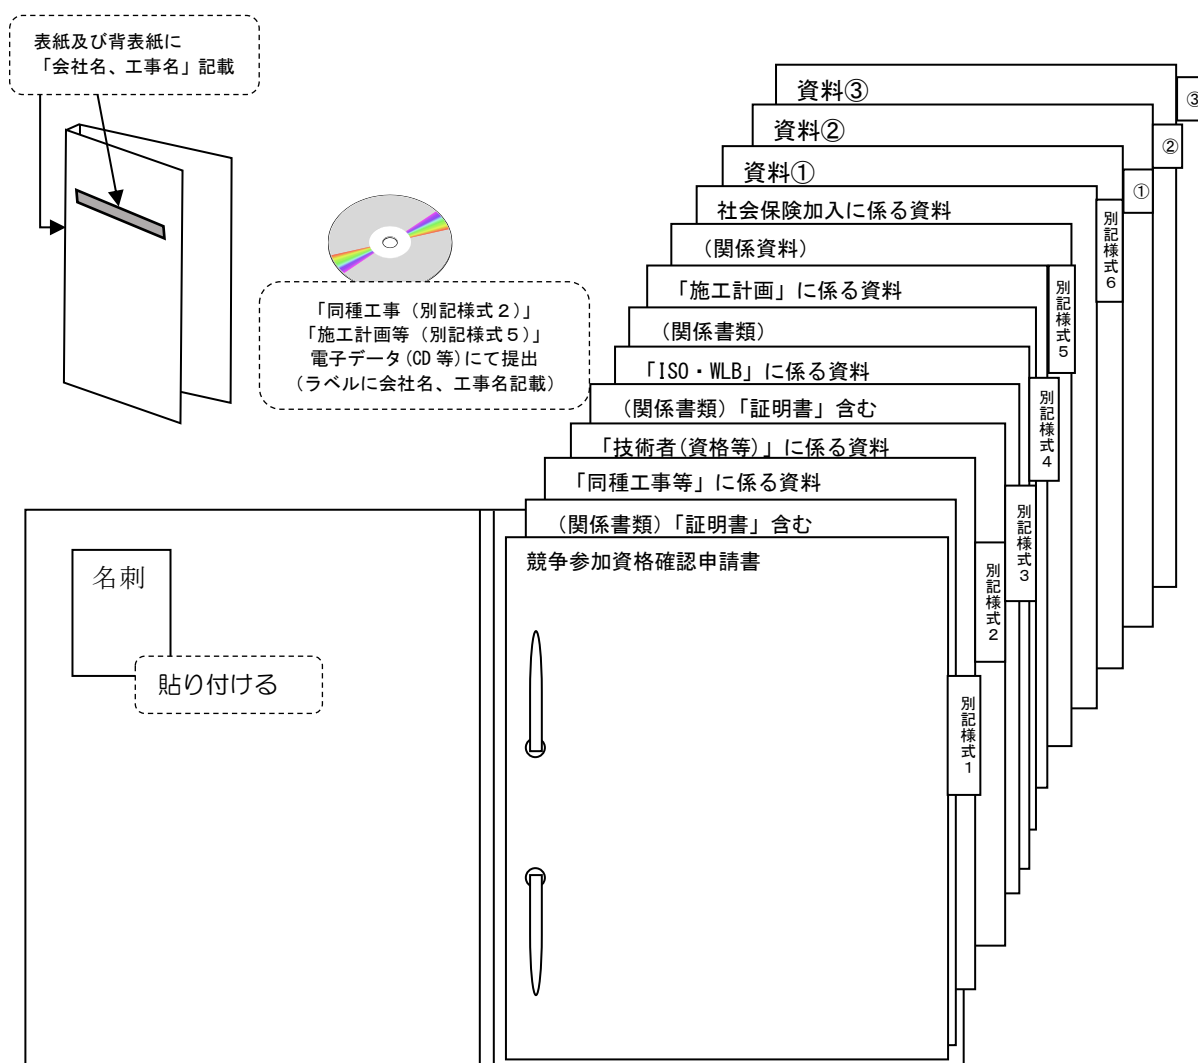 表紙及び背表紙に
「会社名、工事名」記載
「同種工事(別記様式2)」
「施工計画等(別記様式5)」
電子データ(CD等)にて提出
(ラベルに会社名、工事名記載)
資料③
③
資料②
②
資料①
①
社会保険加入に係る資料
別記様式6
(関係資料)
「施工計画」に係る資料
別記様式5
(関係書類)
「ISO・WLB」に係る資料
別記様式4
(関係書類)「証明書」含む
「技術者(資格等)」に係る資料
別記様式3
「同種工事等」に係る資料
別記様式2
(関係書類)「証明書」含む
競争参加資格確認申請書
別記様式1
名刺
貼り付ける